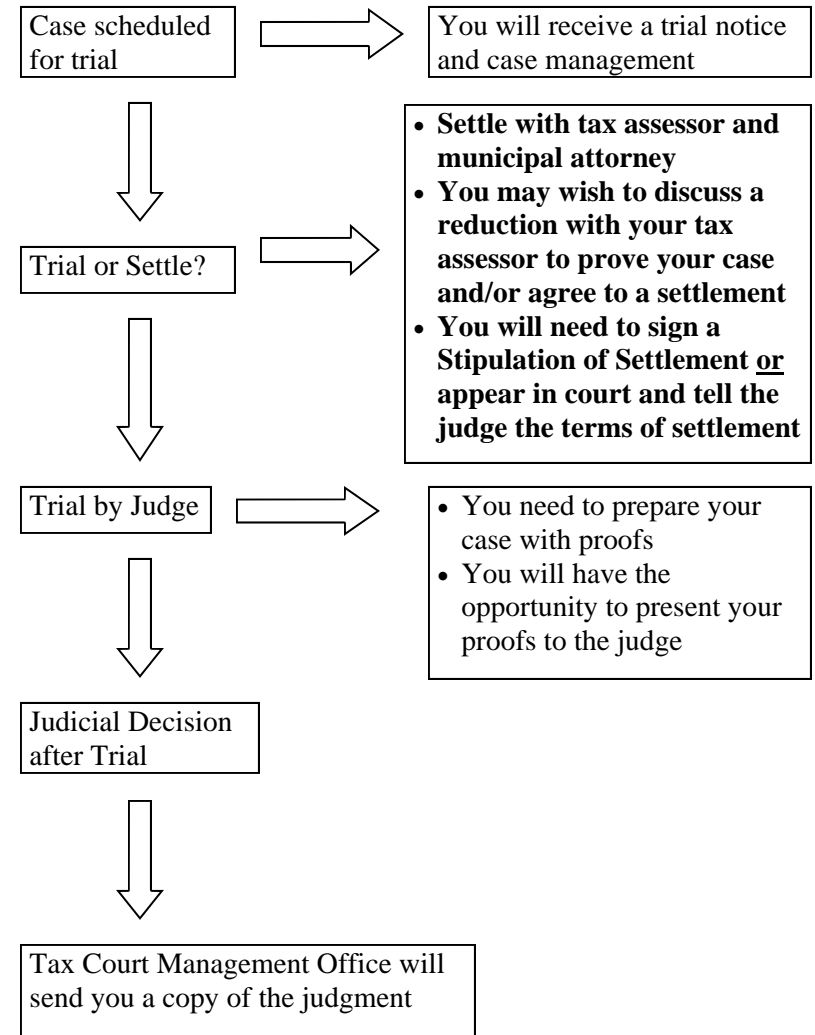 Case scheduled
for trial
You will receive a trial notice
and case management
• Settle with tax assessor and
municipal attorney
• You may wish to discuss a
reduction with your tax
assessor to prove your case
and/or agree to a settlement
• You will need to sign a
Stipulation of Settlement or
appear in court and tell the
judge the terms of settlement
Trial or Settle?
Trial by Judge
• You need to prepare your
case with proofs
• You will have the
opportunity to present your
proofs to the judge
Judicial Decision
after Trial
Tax Court Management Office will
send you a copy of the judgment